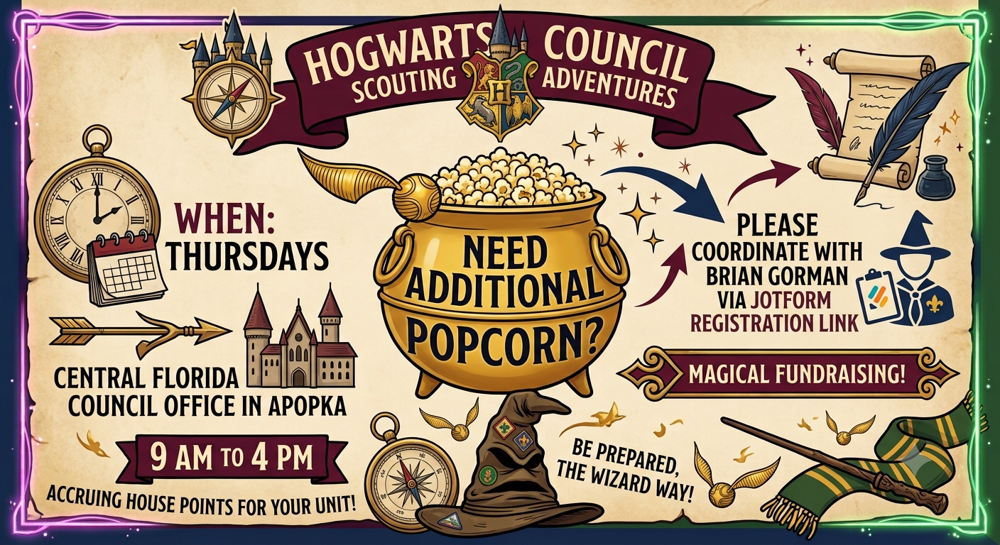 HOGWARTS COUNCIL
SCOUTING ADVENTURES
H
WHEN:
THURSDAYS
CENTRAL FLORIDA
COUNCIL OFFICE IN APOPKA
9 AM TO 4 PM
ACCRUING HOUSE POINTS FOR YOUR UNIT!
NEED
ADDITIONAL
POPCORN?
PLEASE
COORDINATE WITH
BRIAN GORMAN
VIA JOTFORM
REGISTRATION LINK
MAGICAL FUNDRAISING!
BE PREPARED,
THE WIZARD WAY!